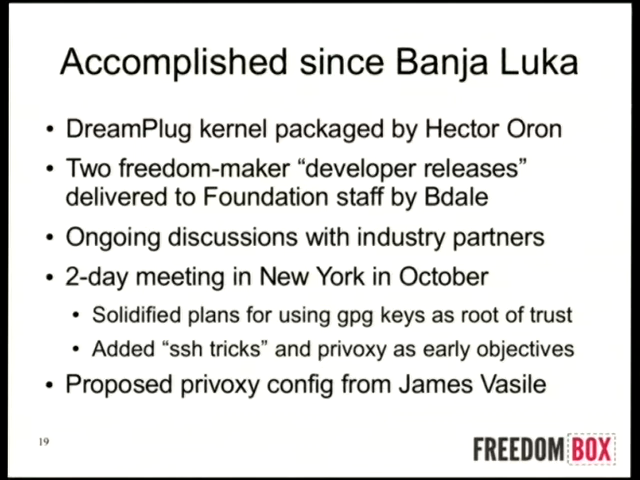 Accomplished since Banja Luka
• DreamPlug kernel packaged by Hector Oron
• Two freedom-maker “developer releases”
delivered to Foundation staff by Bdale
• Ongoing discussions with industry partners
• 2-day meeting in New York in October
• Solidified plans for using gpg keys as root of trust
• Added “ssh tricks” and privoxy as early objectives
• Proposed privoxy config from James Vasile
19
FREEDOMBOX